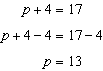 p + 4 = 17
p + 4 − 4 = 17 − 4
p = 13